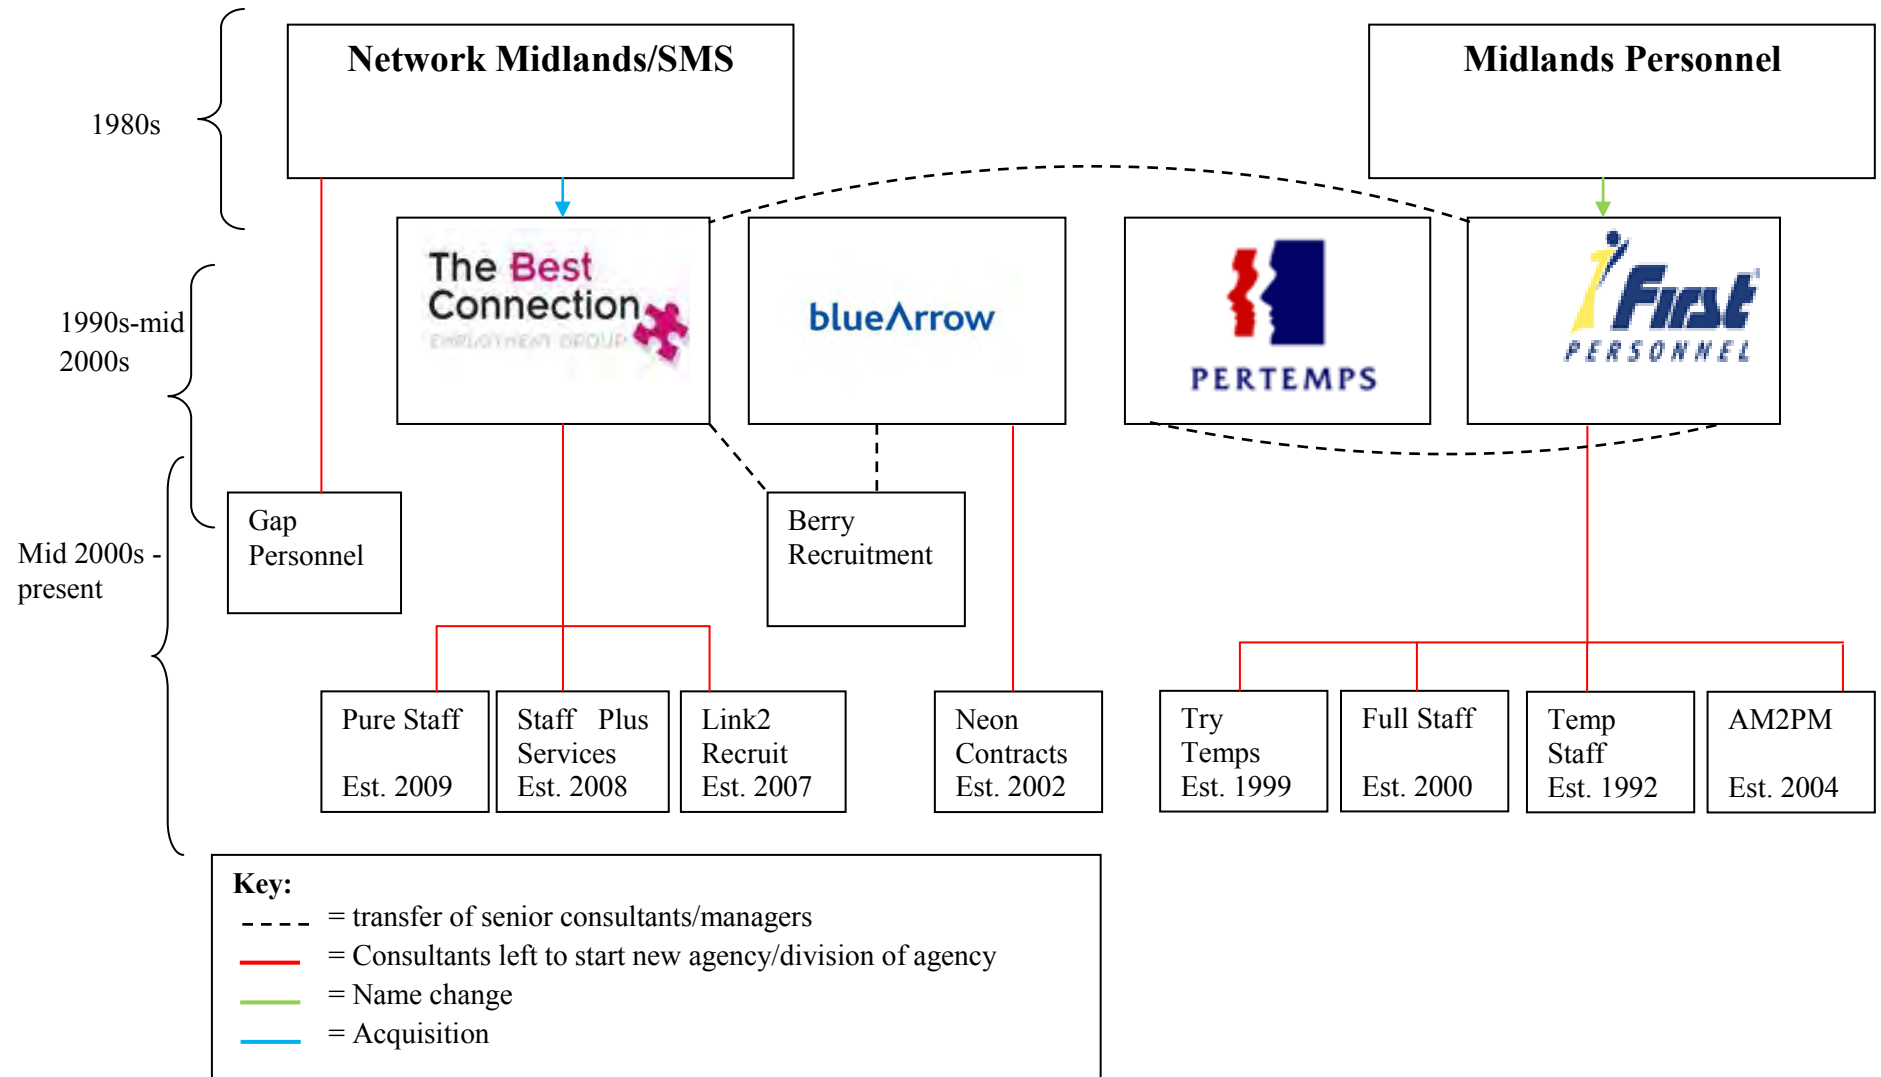 Network Midlands/SMS
Midlands Personnel
1980s
The Best
Connection
EMPLOYMENT GROUP
blueArrow
PERTEMPS
First
PERSONNEL
1990s-mid
2000s
Gap
Personnel
Berry
Recruitment
Mid 2000s -
present
Pure Staff
Est. 2009
Staff Plus
Services
Est. 2008
Link2
Recruit
Est. 2007
Neon
Contracts
Est. 2002
Try
Temps
Est. 1999
Full Staff
Est. 2000
Temp
Staff
Est. 1992
AM2PM
Est. 2004
Key:
= transfer of senior consultants/managers
= Consultants left to start new agency/division of agency
= Name change
= Acquisition